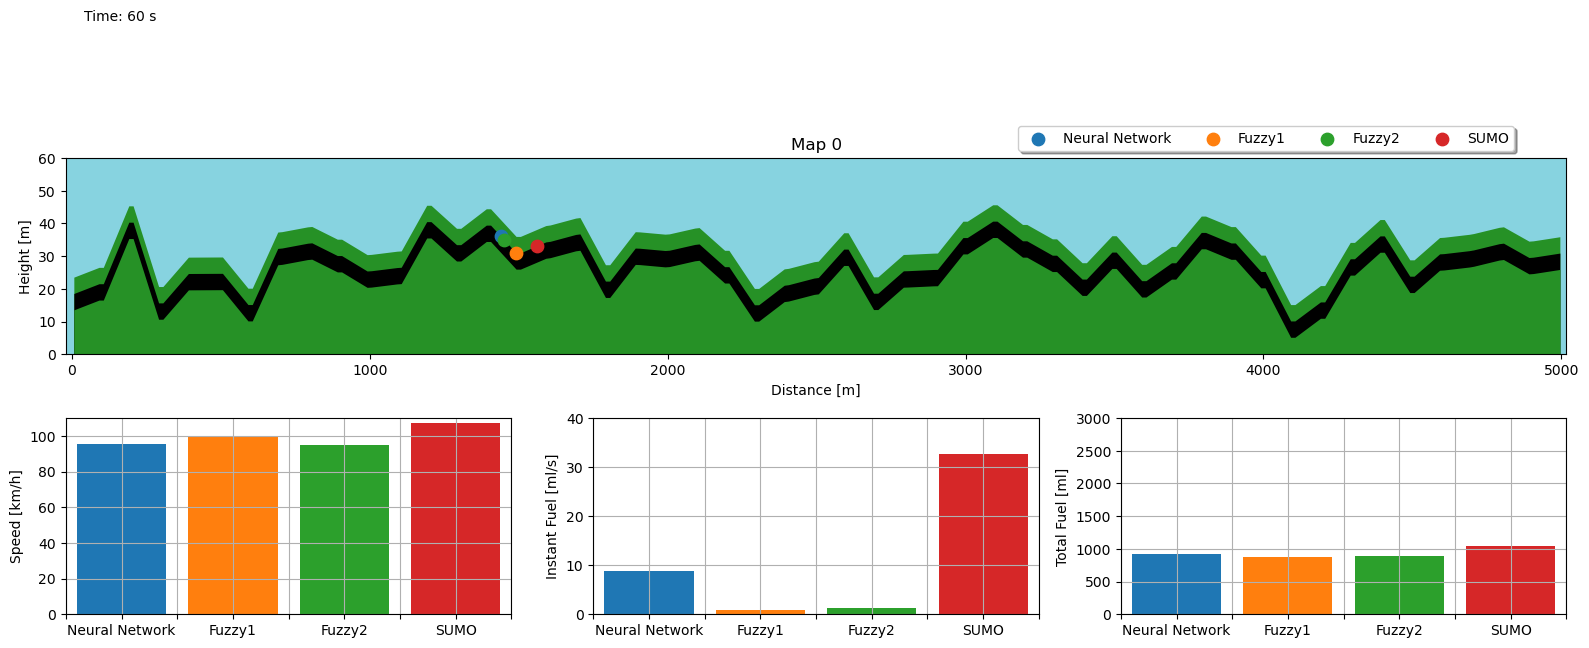 Time: 60 s
Neural Network Fuzzy1 Fuzzy2 SUMO
Map 0
Height [m]
60
50
40
30
20
10
0
0 1000 2000 3000 4000 5000
Distance [m]
Speed [km/h]
100
80
60
40
20
0
Neural Network Fuzzy1 Fuzzy2 SUMO
Instant Fuel [ml/s]
40
30
20
10
0
Neural Network Fuzzy1 Fuzzy2 SUMO
Total Fuel [ml]
3000
2500
2000
1500
1000
500
0
Neural Network Fuzzy1 Fuzzy2 SUMO